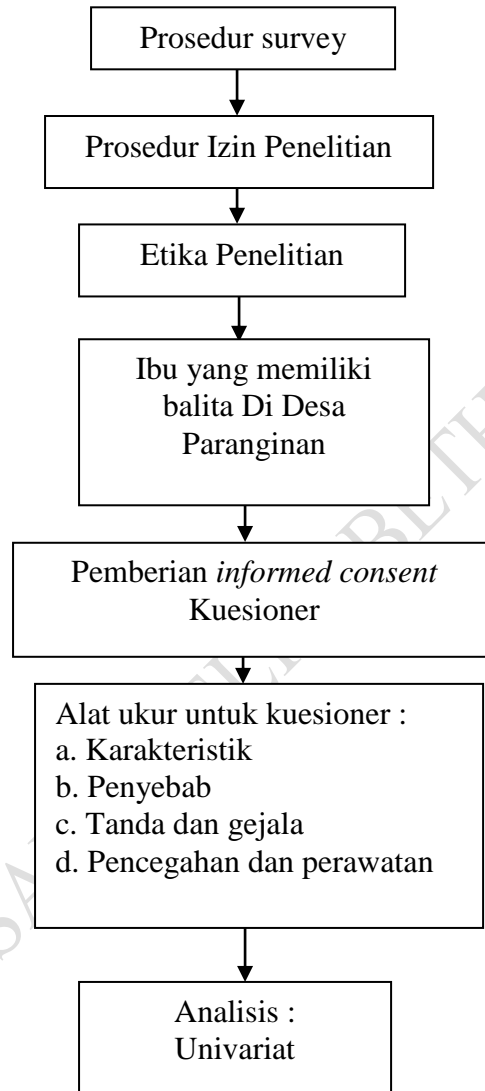 Prosedur survey
Prosedur Izin Penelitian
Etika Penelitian
Ibu yang memiliki
balita Di Desa
Paranginan
Pemberian informed consent
Kuesioner
Alat ukur untuk kuesioner :
a. Karakteristik
b. Penyebab
c. Tanda dan gejala
d. Pencegahan dan perawatan
Analisis :
Univariat